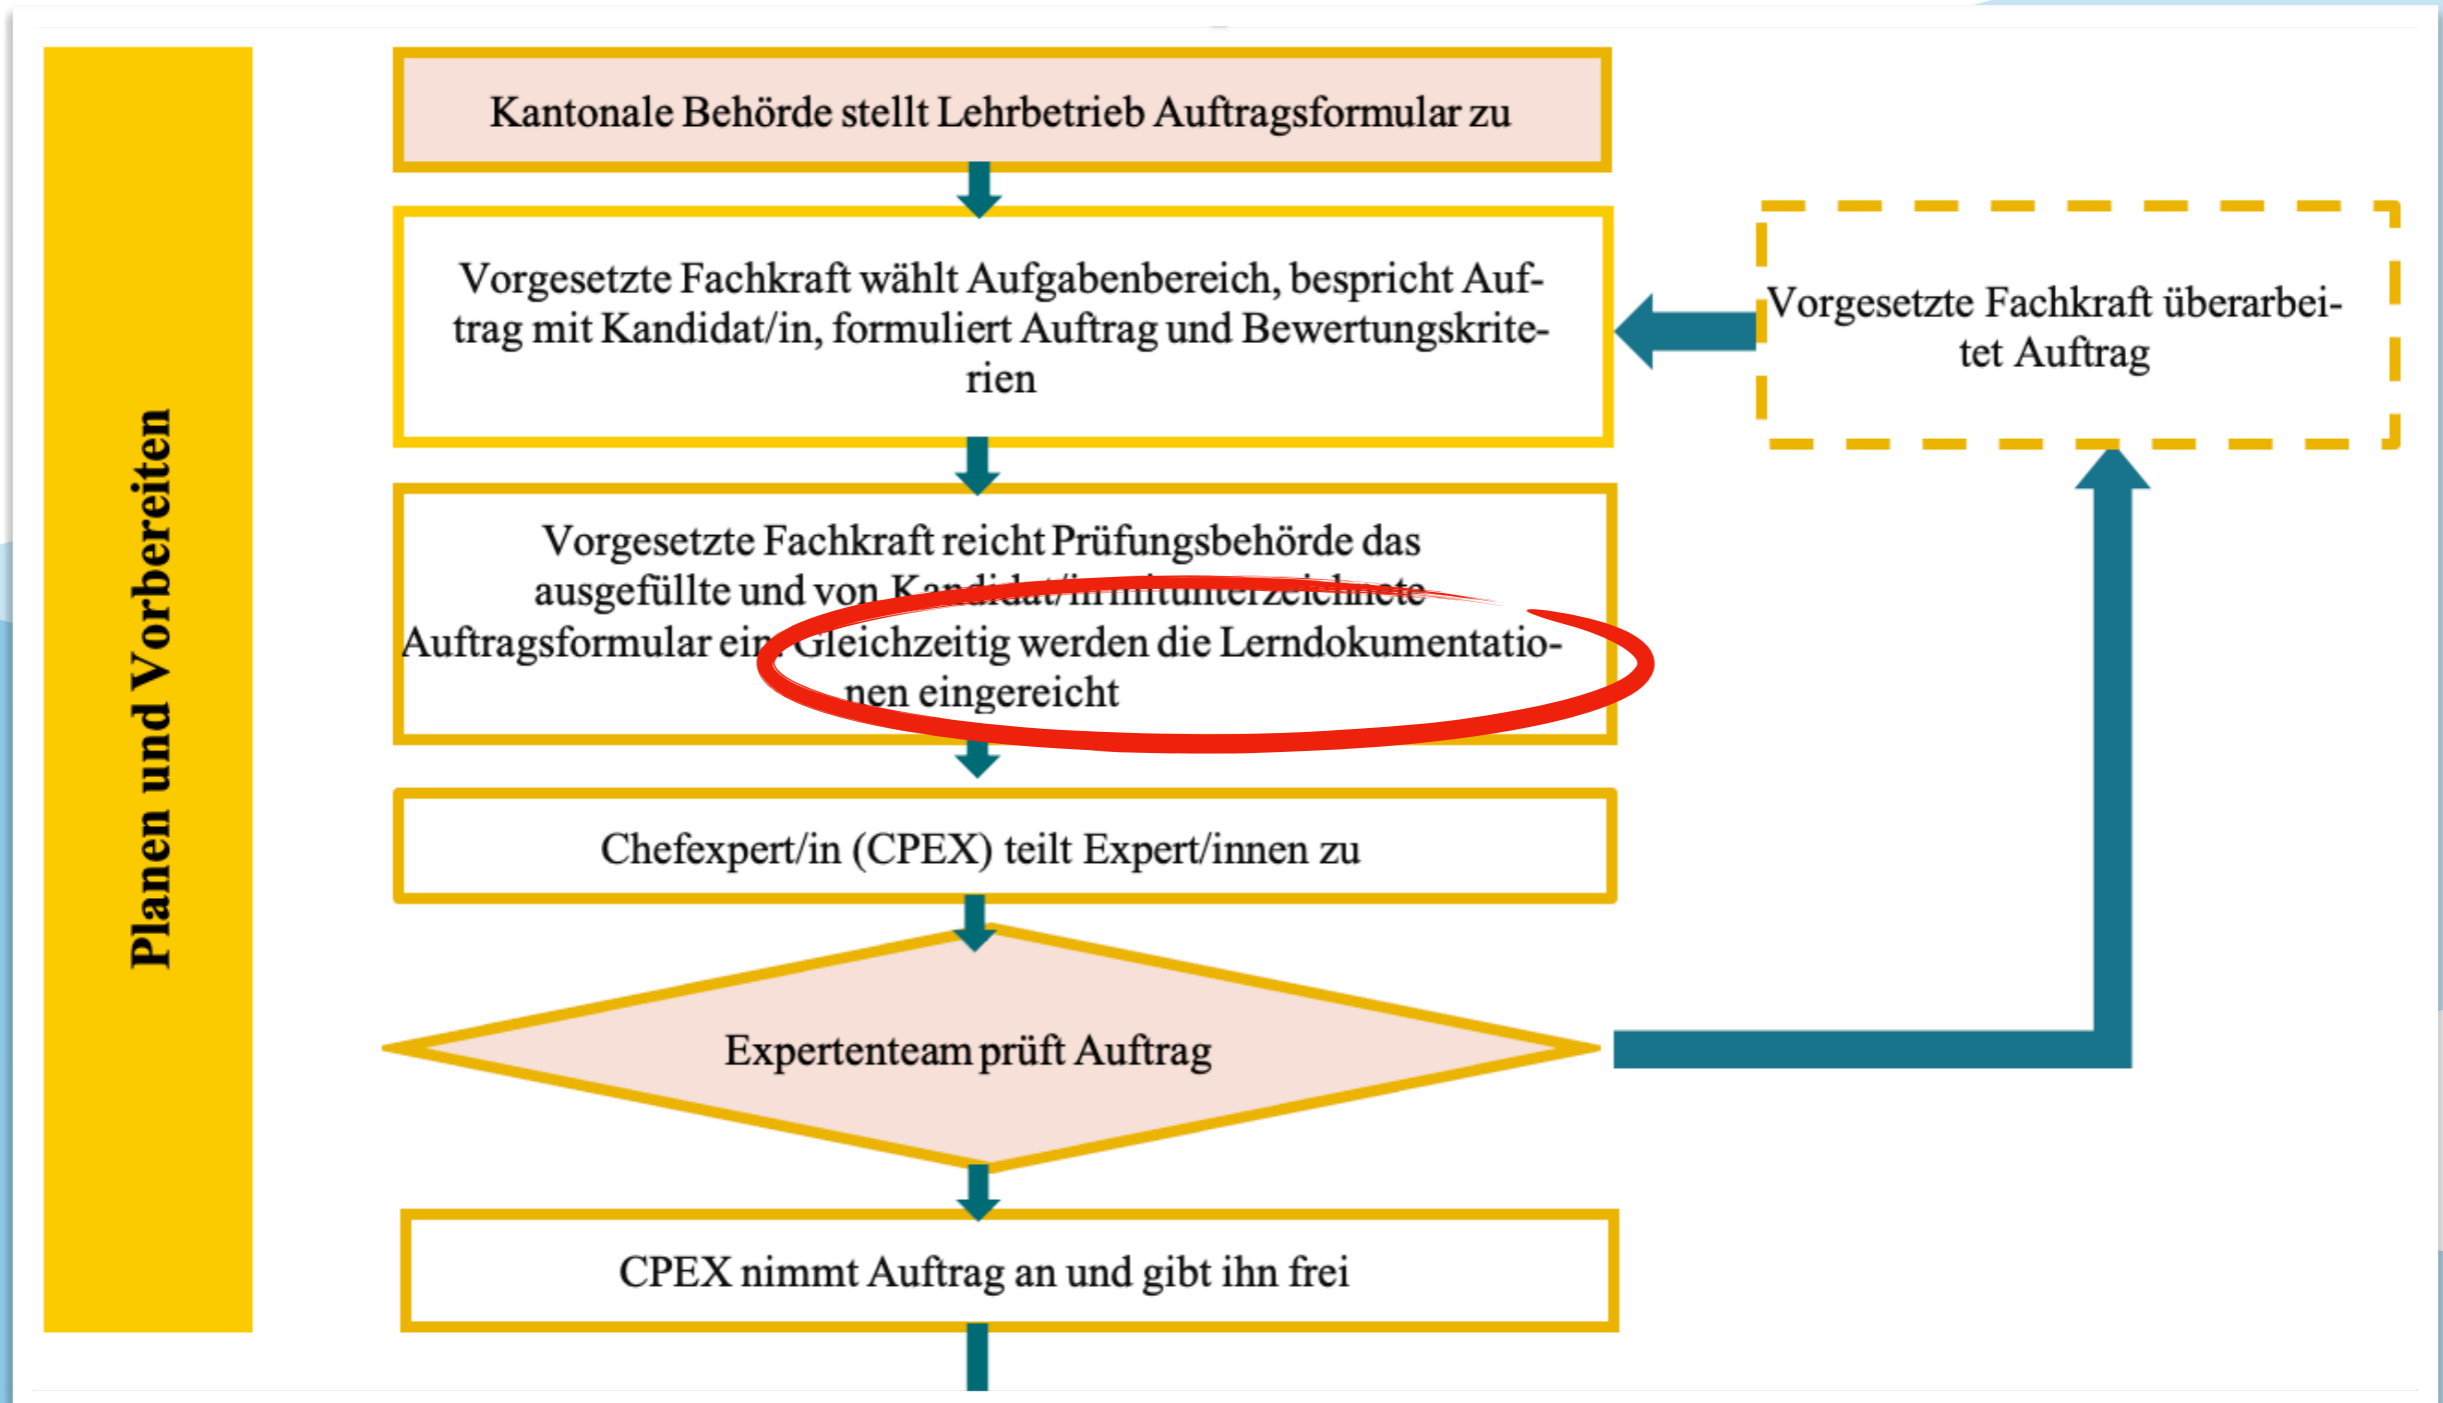 Planen und Vorbereiten
Kantonale Behörde stellt Lehrbetrieb Auftragsformular zu
Vorgesetzte Fachkraft wählt Aufgabenbereich, bespricht Auf-
trag mit Kandidat/in, formuliert Auftrag und Bewertungskrite-
rien
Vorgesetzte Fachkraft überarbei-
tet Auftrag
Vorgesetzte Fachkraft reicht Prüfungsbehörde das
ausgefüllte und von Kandidat/in mitunterzeichnete
Auftragsformular ein. Gleichzeitig werden die Lerndokumentatio-
nen eingereicht
Chefexpert/in (CPEX) teilt Expert/innen zu
Expertenteam prüft Auftrag
CPEX nimmt Auftrag an und gibt ihn frei